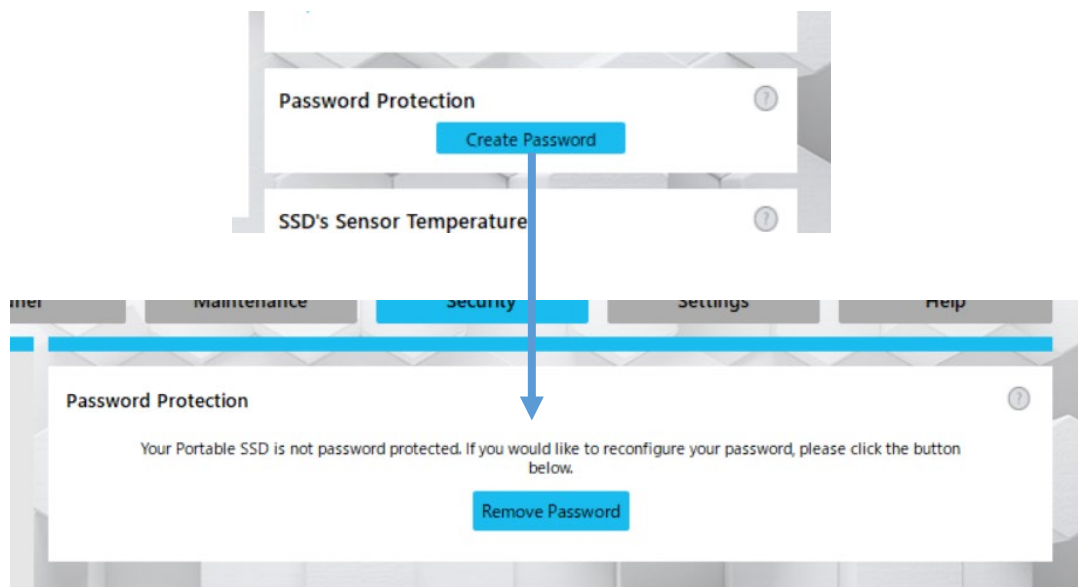 Password Protection
?
Create Password
SSD's Sensor Temperature
?
Maintenance
Security
Settings
Help
Password Protection
?
Your Portable SSD is not password protected. If you would like to reconfigure your password, please click the button
below.
Remove Password